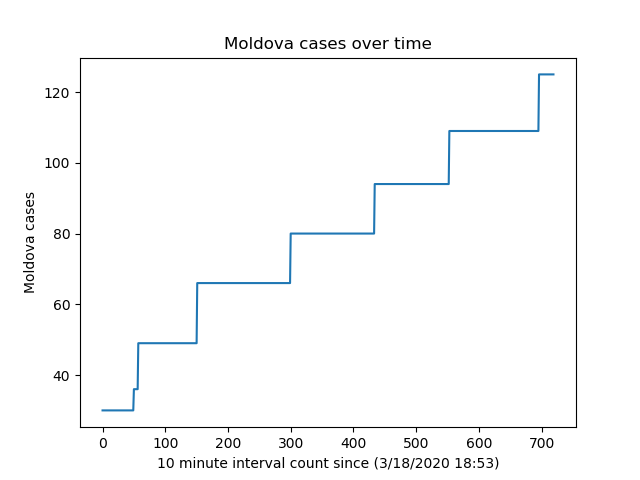 Moldova cases over time
Moldova cases
120
100
80
60
40
0 100 200 300 400 500 600 700
10 minute interval count since (3/18/2020 18:53)